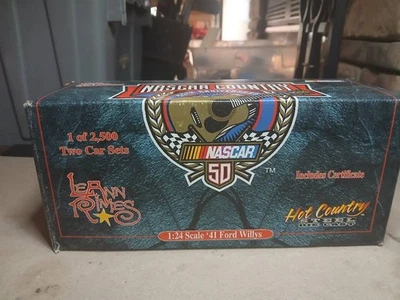 NASCAR COUNTRY
1 of 2,500
Two Car Sets
NASCAR
50
TM
Includes Certificate
LeAnn
Rimes
Hot Country
STEEL
1:24 Scale '41 Ford Willys